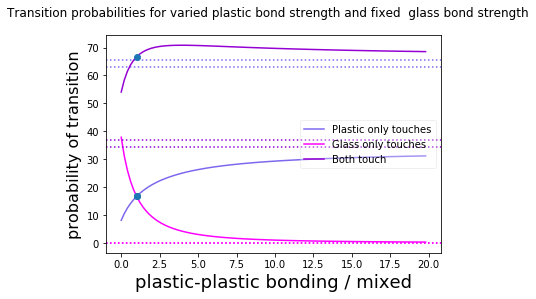 Transition probabilities for varied plastic bond strength and fixed  glass bond strength
probability of transition
70
60
50
40
30
20
10
0
Plastic only touches
Glass only touches
Both touch
0.0 2.5 5.0 7.5 10.0 12.5 15.0 17.5 20.0
plastic-plastic bonding / mixed